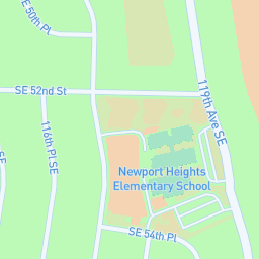 SE 50th Pl
SE 52nd St
119th Ave SE
116th Pl SE
SE
Newport Heights
Elementary School
SE 54th Pl